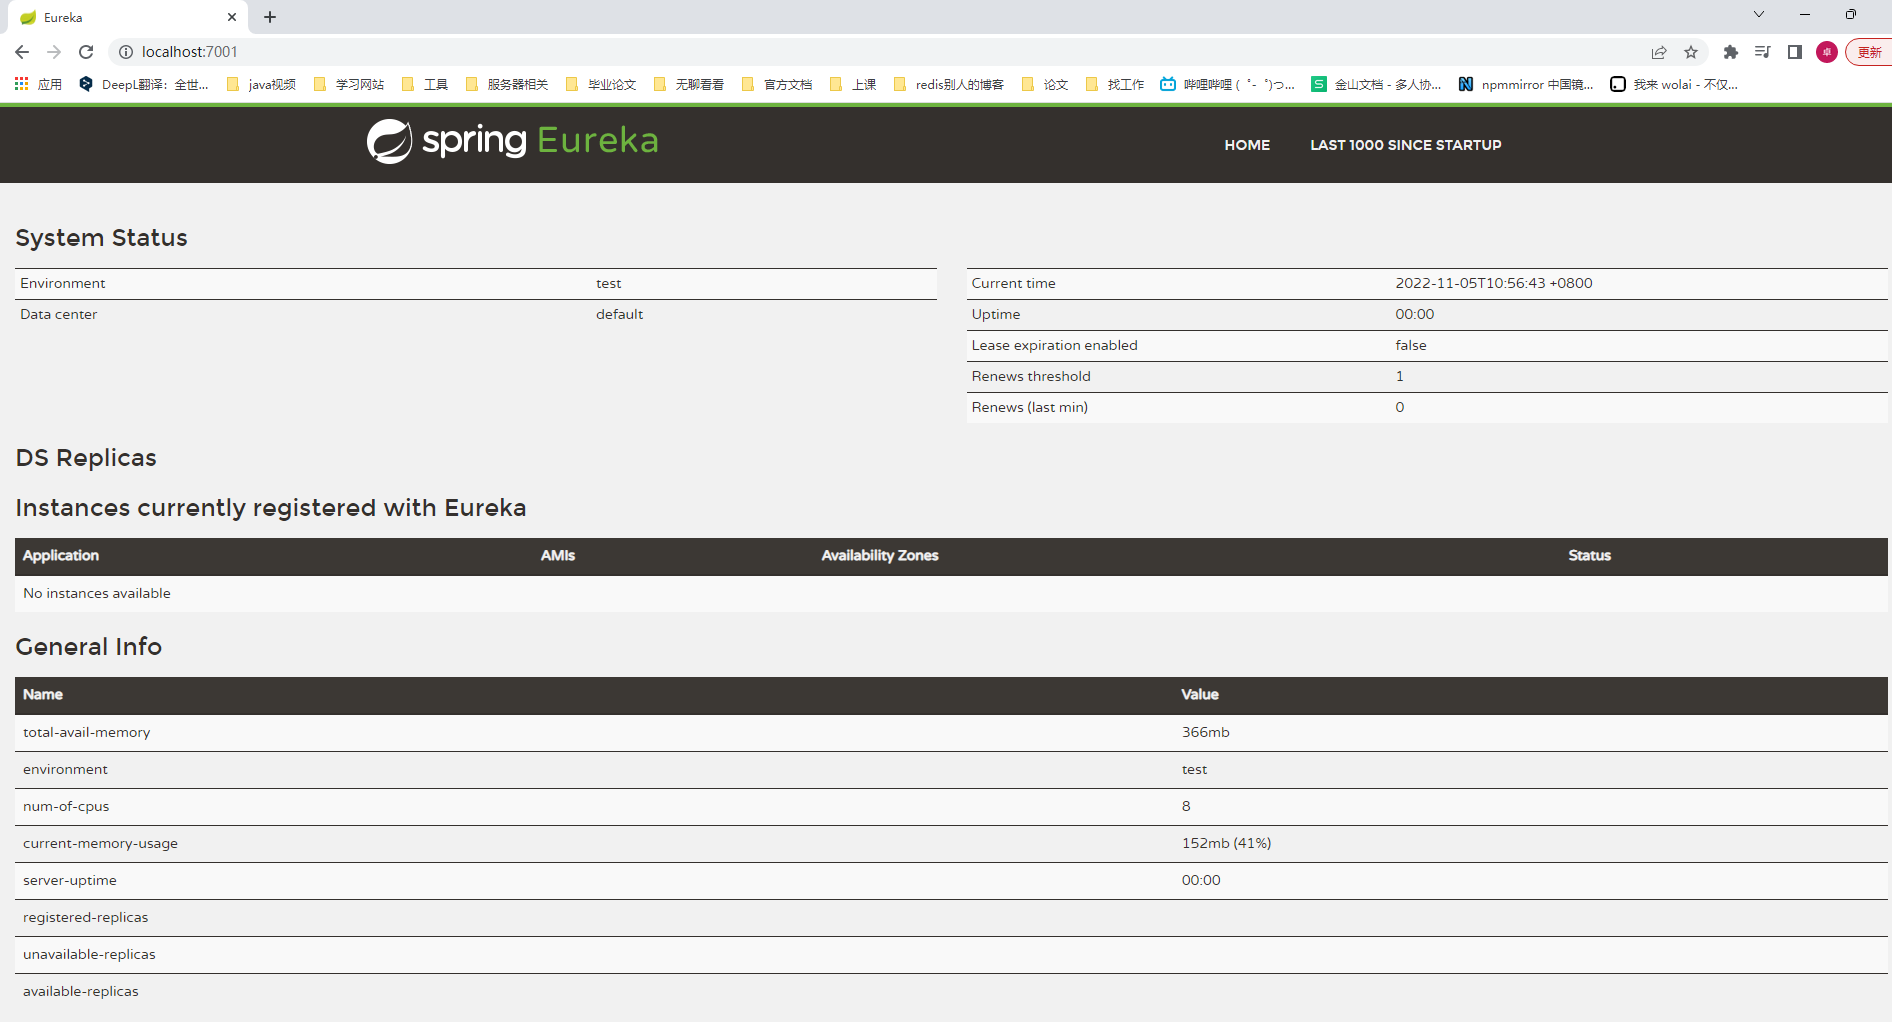 Eureka
localhost:7001
卓
更新
应用 DeepL翻译：全世... java视频 学习网站 工具 服务器相关 毕业论文 无聊看看 官方文档 上课 redis别人的博客 论文 找工作 哔哩哔哩 (゜-゜)つ... 金山文档 - 多人协... npmmirror 中国镜... 我来 wolai - 不仅...
spring Eureka HOME LAST 1000 SINCE STARTUP
System Status
Environment test
Data center default
Current time 2022-11-05T10:56:43 +0800
Uptime 00:00
Lease expiration enabled false
Renews threshold 1
Renews (last min) 0
DS Replicas
Instances currently registered with Eureka
Application AMIs Availability Zones Status
No instances available
General Info
Name Value
total-avail-memory 366mb
environment test
num-of-cpus 8
current-memory-usage 152mb (41%)
server-uptime 00:00
registered-replicas
unavailable-replicas
available-replicas